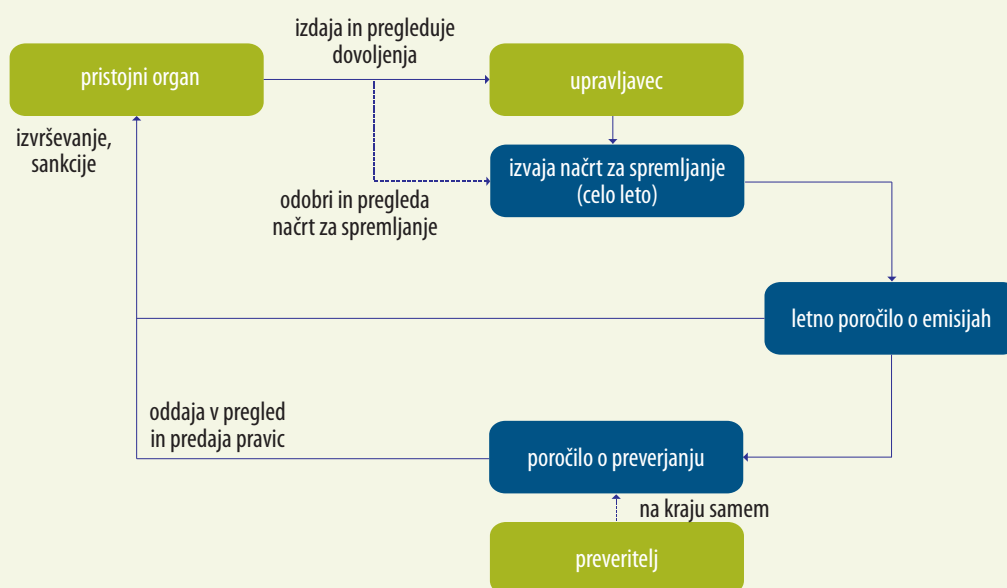 izdaja in pregleduje
dovoljenja
pristojni organ
upravljavec
izvrševanje,
sankcije
izvaja načrt za spremljanje
(celo leto)
odobri in pregleda
načrt za spremljanje
letno poročilo o emisijah
oddaja v pregled
in predaja pravic
poročilo o preverjanju
na kraju samem
preveritelj